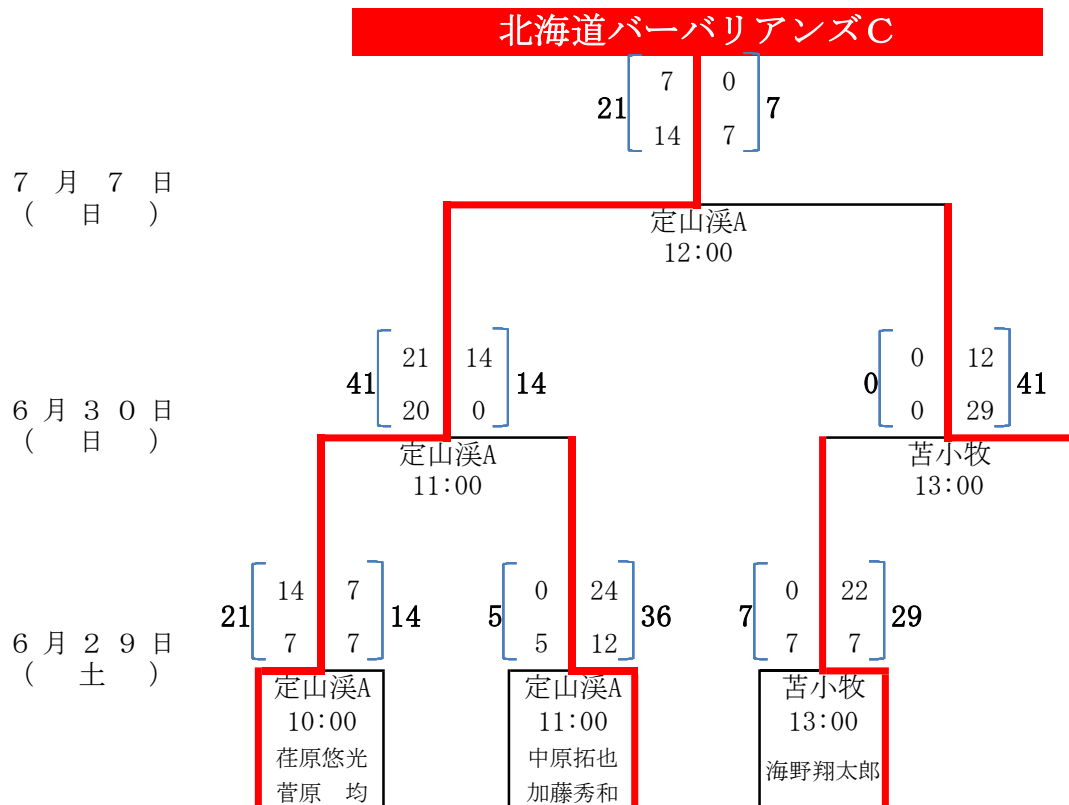 北海道バーバリアンズＣ
7 0
21 7
14 7
７月７日
（日）
定山渓A
12:00
21 14 0 12
41 14 0 41
20 0 0 29
６月３０日
（日）
定山渓A 苫小牧
11:00 13:00
14 7 0 24 0 22
21 14 5 36 7 29
7 7 5 12 7 7
６月２９日
（土）
定山渓A 定山渓A 苫小牧
10:00 11:00 13:00
荏原悠光 中原拓也 海野翔太郎
菅原　均 加藤秀和